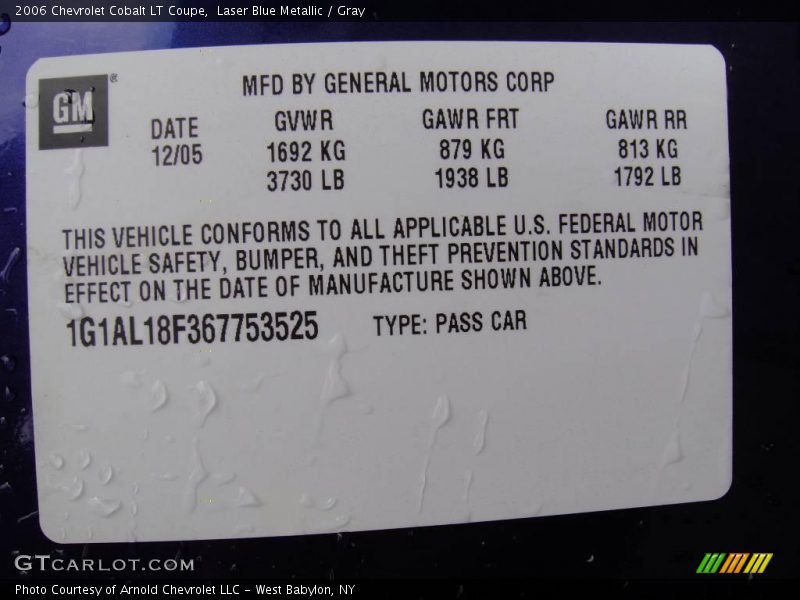 2006 Chevrolet Cobalt LT Coupe,  Laser Blue Metallic / Gray
GM®
MFD BY GENERAL MOTORS CORP
DATE GVWR GAWR FRT GAWR RR
12/05 1692 KG 879 KG 813 KG
3730 LB 1938 LB 1792 LB
THIS VEHICLE CONFORMS TO ALL APPLICABLE U.S. FEDERAL MOTOR
VEHICLE SAFETY, BUMPER, AND THEFT PREVENTION STANDARDS IN
EFFECT ON THE DATE OF MANUFACTURE SHOWN ABOVE.
1G1AL18F367753525 TYPE: PASS CAR
GTCARLOT.COM
Photo Courtesy of Arnold Chevrolet LLC - West Babylon, NY